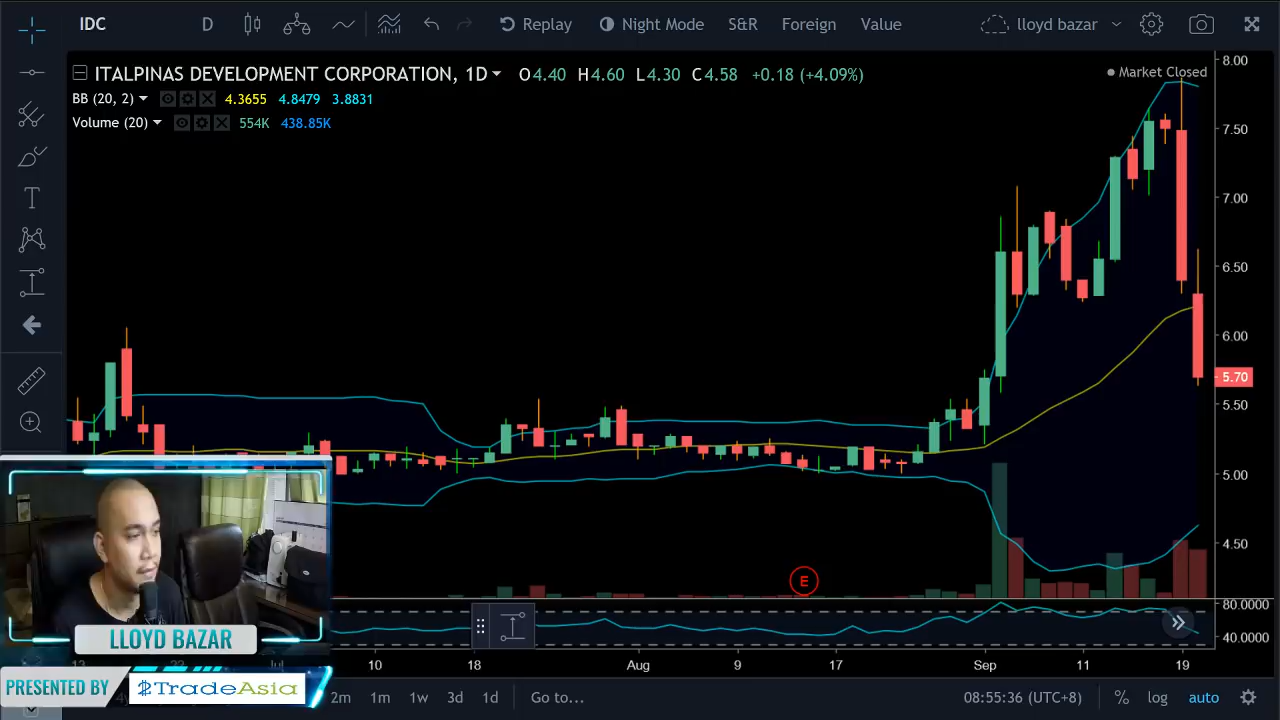 IDC D Replay Night Mode S&R Foreign Value lloyd bazar
ITALPINAS DEVELOPMENT CORPORATION, 1D O4.40 H4.60 L4.30 C4.58 +0.18 (+4.09%) Market Closed
BB (20, 2) 4.3655 4.8479 3.8831
Volume (20) 554K 438.85K
8.00
7.50
7.00
6.50
6.00
5.70
5.50
5.00
4.50
E
80.0000
40.0000
10 18 Aug 9 17 Sep 11 19
LLOYD BAZAR
PRESENTED BY TradeAsia
2m 1m 1w 3d 1d Go to... 08:55:36 (UTC+8) % log auto